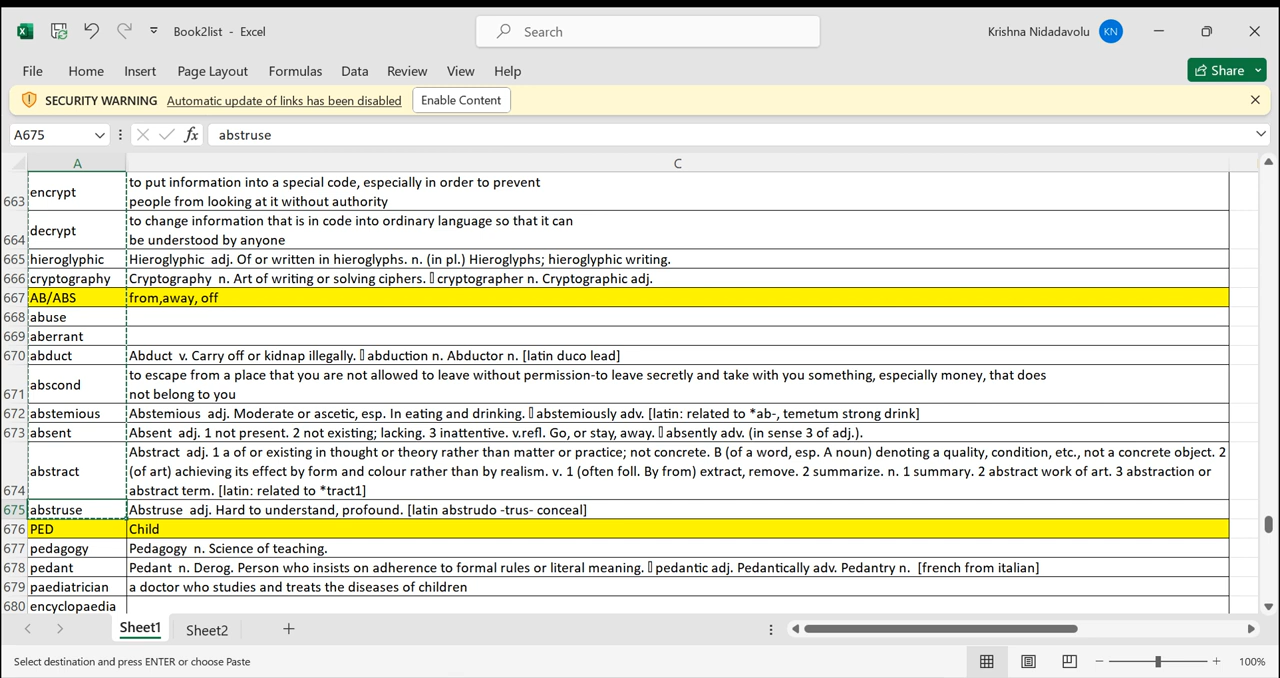 Book2list - Excel
Search
Krishna Nidadavolu KN
File Home Insert Page Layout Formulas Data Review View Help
Share
SECURITY WARNING Automatic update of links has been disabled Enable Content
A675 fx abstruse
A C
663 encrypt to put information into a special code, especially in order to prevent
people from looking at it without authority
664 decrypt to change information that is in code into ordinary language so that it can
be understood by anyone
665 hieroglyphic Hieroglyphic adj. Of or written in hieroglyphs. n. (in pl.) Hieroglyphs; hieroglyphic writing.
666 cryptography Cryptography n. Art of writing or solving ciphers. ▯ cryptographer n. Cryptographic adj.
667 AB/ABS from,away, off
668 abuse
669 aberrant
670 abduct Abduct v. Carry off or kidnap illegally. ▯ abduction n. Abductor n. [latin duco lead]
671 abscond to escape from a place that you are not allowed to leave without permission-to leave secretly and take with you something, especially money, that does
not belong to you
672 abstemious Abstemious adj. Moderate or ascetic, esp. In eating and drinking. ▯ abstemiously adv. [latin: related to *ab-, temetum strong drink]
673 absent Absent adj. 1 not present. 2 not existing; lacking. 3 inattentive. v.refl. Go, or stay, away. ▯ absently adv. (in sense 3 of adj.).
674 abstract Abstract adj. 1 a of or existing in thought or theory rather than matter or practice; not concrete. B (of a word, esp. A noun) denoting a quality, condition, etc., not a concrete object. 2
(of art) achieving its effect by form and colour rather than by realism. v. 1 (often foll. By from) extract, remove. 2 summarize. n. 1 summary. 2 abstract work of art. 3 abstraction or
abstract term. [latin: related to *tract1]
675 abstruse Abstruse adj. Hard to understand, profound. [latin abstrudo -trus- conceal]
676 PED Child
677 pedagogy Pedagogy n. Science of teaching.
678 pedant Pedant n. Derog. Person who insists on adherence to formal rules or literal meaning. ▯ pedantic adj. Pedantically adv. Pedantry n. [french from italian]
679 paediatrician a doctor who studies and treats the diseases of children
680 encyclopaedia
Sheet1 Sheet2
Select destination and press ENTER or choose Paste
100%